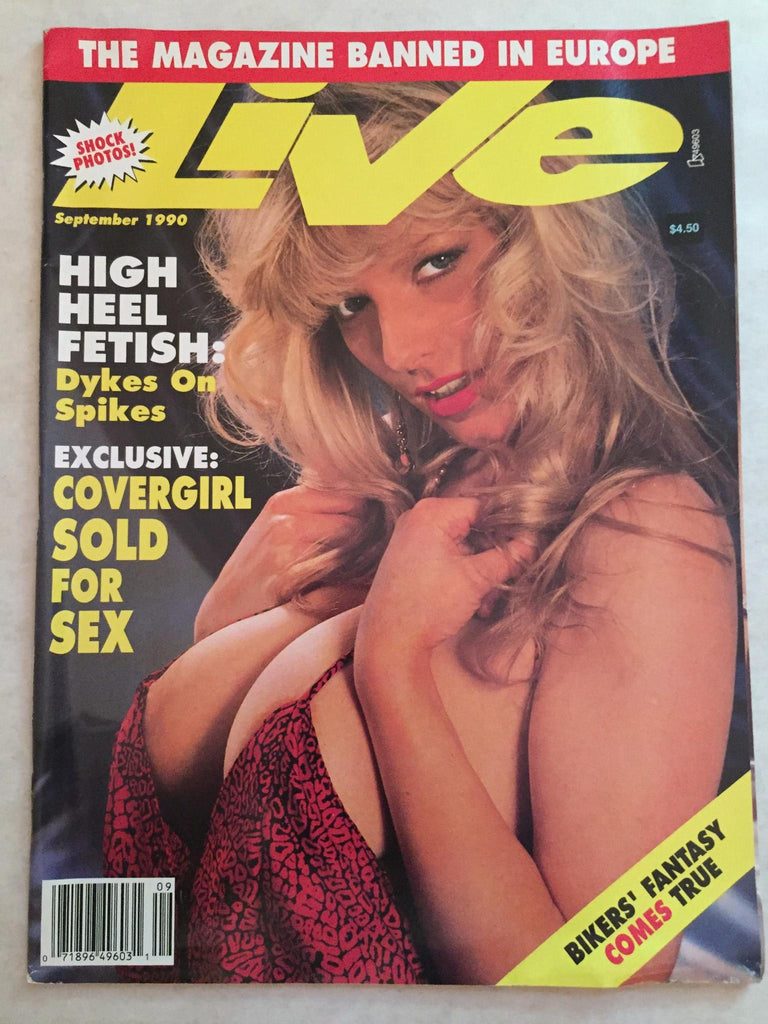 THE MAGAZINE BANNED IN EUROPE
Live
SHOCK
PHOTOS!
49603
September 1990
$4.50
HIGH
HEEL
FETISH:
Dykes On
Spikes
EXCLUSIVE:
COVERGIRL
SOLD
FOR
SEX
BIKERS' FANTASY
COMES TRUE
09
0 71896 49603 1